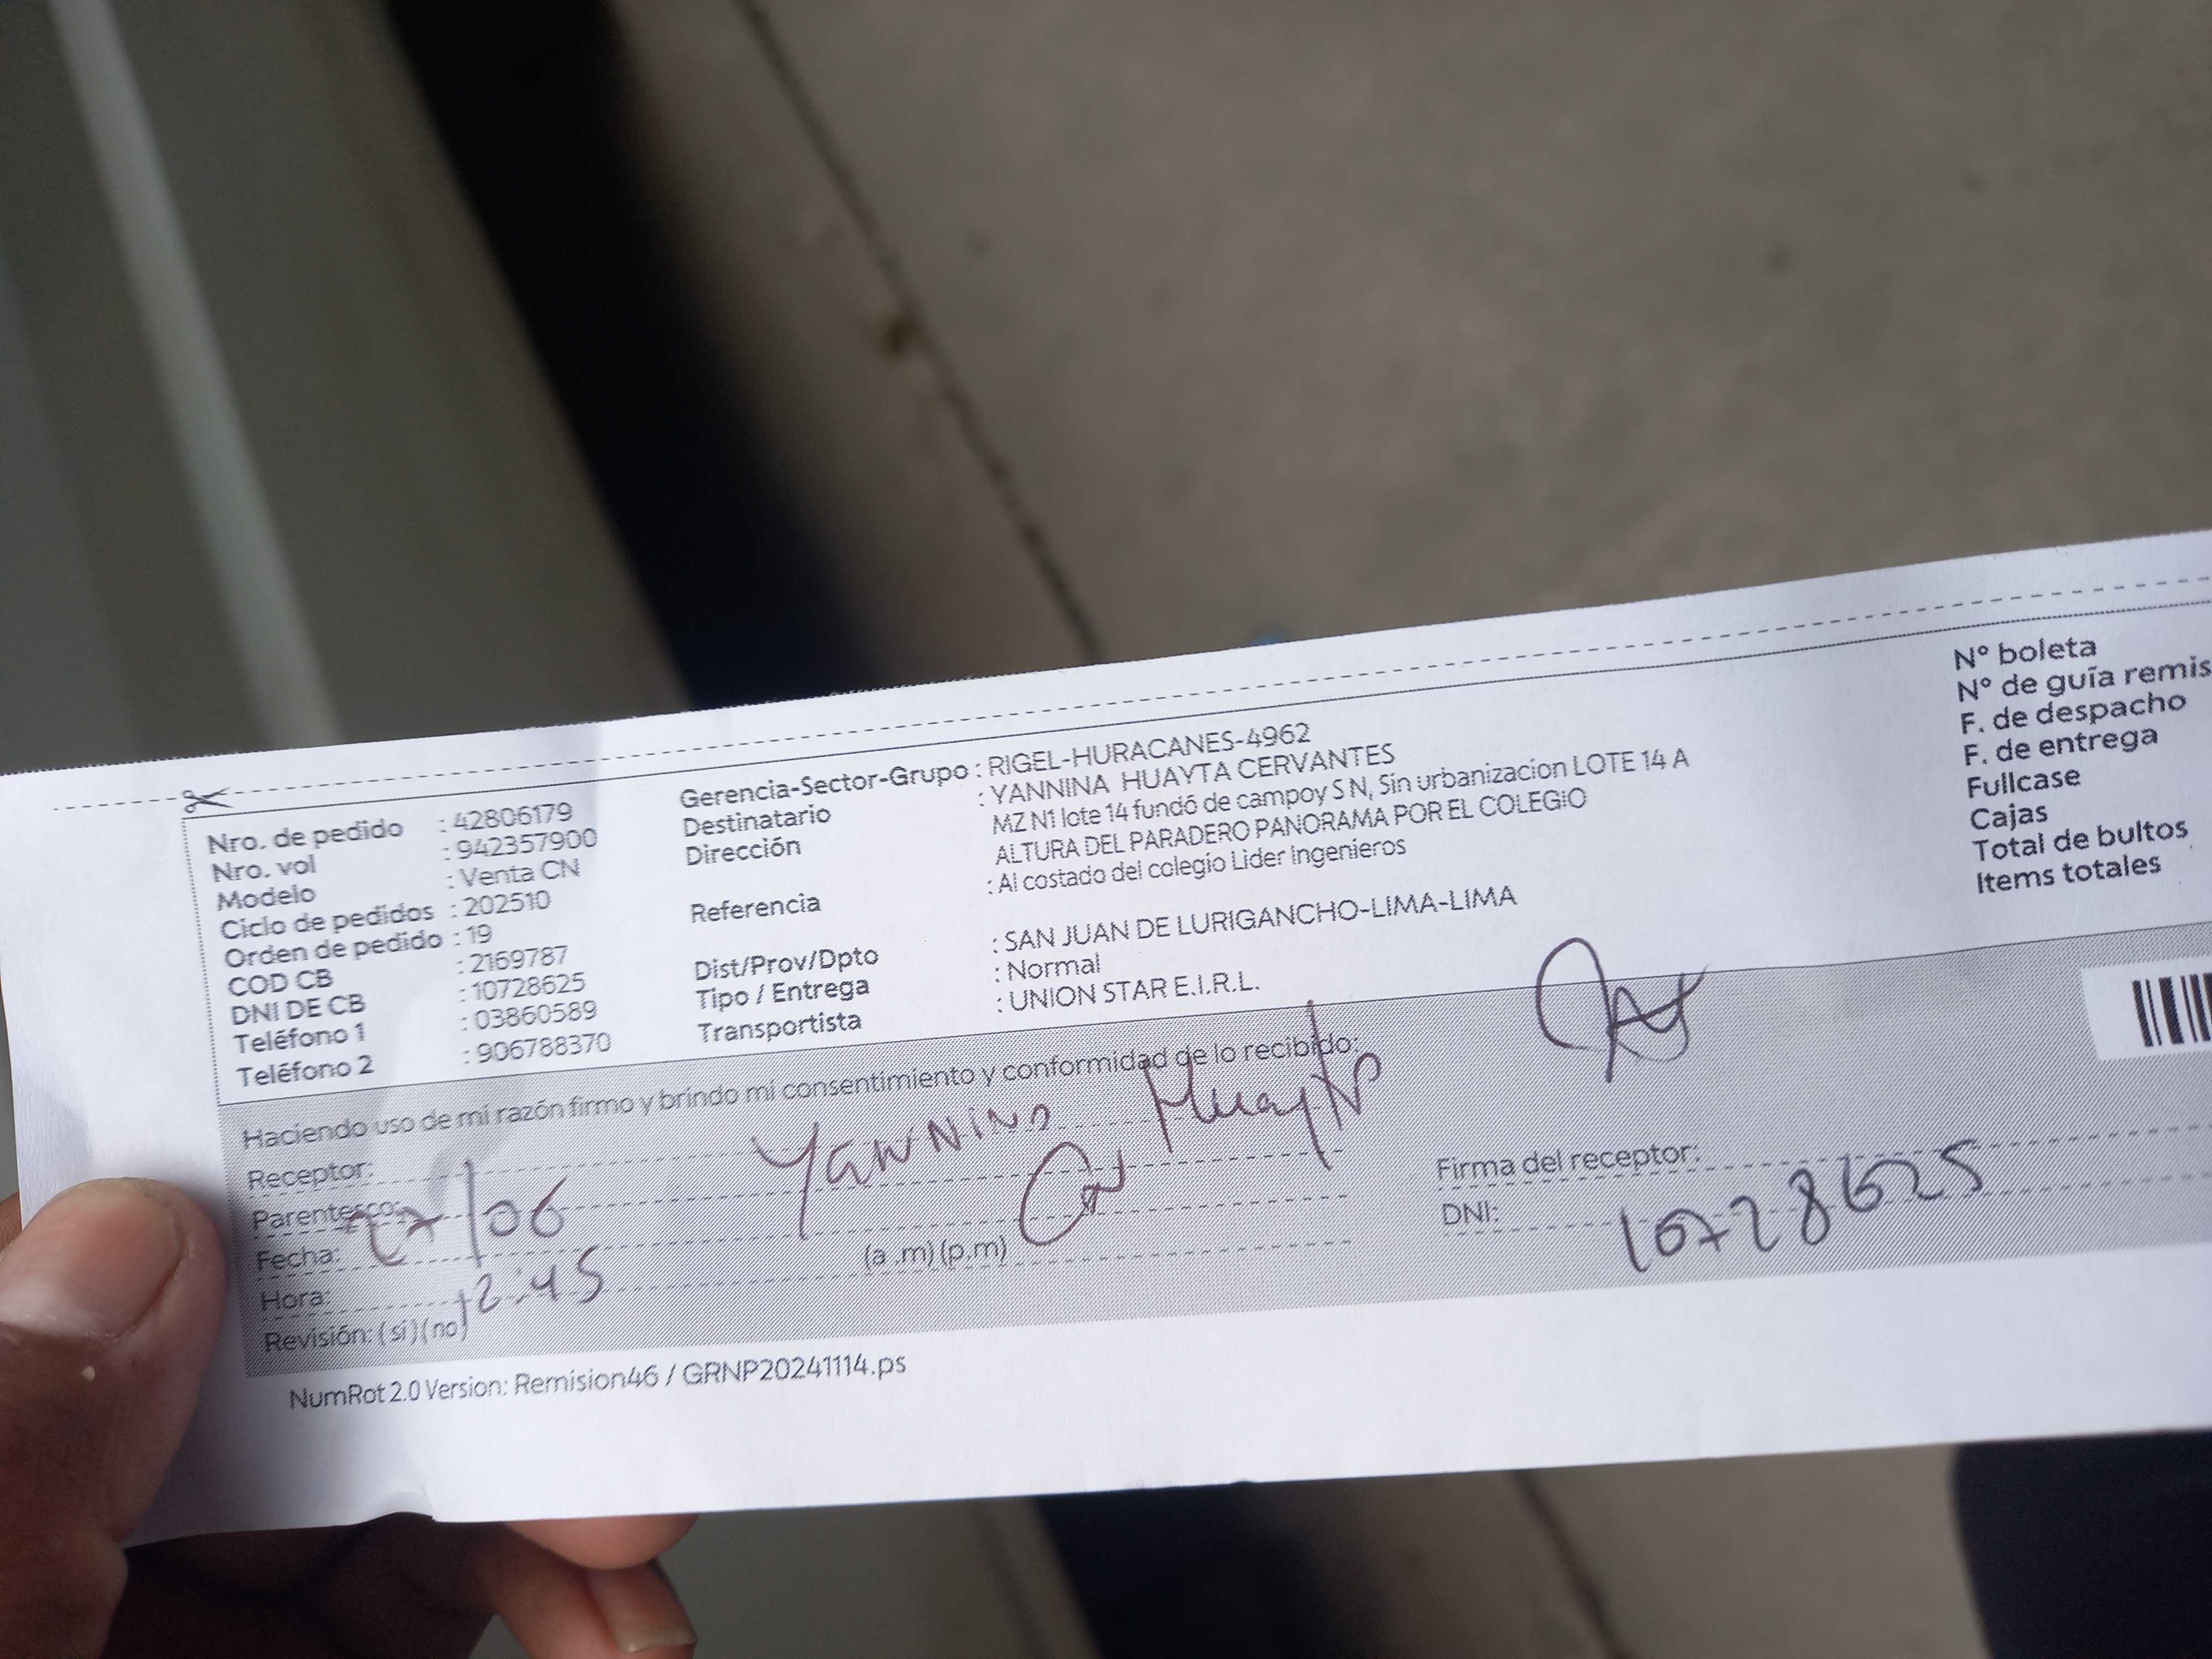 Nro. de pedido : 42806179
Nro. vol : 942357900
Modelo : Venta CN
Ciclo de pedidos : 202510
Orden de pedido : 19
COD CB : 2169787
DNI DE CB : 10728625
Teléfono 1 : 03860589
Teléfono 2 : 906788370
Gerencia-Sector-Grupo : RIGEL-HURACANES-4962
Destinatario : YANNINA HUAYTA CERVANTES
Dirección : MZ N1 lote 14 fundó de campoy S N, Sin urbanizacion LOTE 14 A
ALTURA DEL PARADERO PANORAMA POR EL COLEGIO
Referencia : Al costado del colegio Lider Ingenieros
Dist/Prov/Dpto : SAN JUAN DE LURIGANCHO-LIMA-LIMA
Tipo / Entrega : Normal
Transportista : UNION STAR E.I.R.L.
N° boleta
N° de guía remis
F. de despacho
F. de entrega
Fullcase
Cajas
Total de bultos
Items totales
Haciendo uso de mi razón firmo y brindo mi consentimiento y conformidad de lo recibido:
Receptor: Yannina Huayta
Parentesco:
Fecha: 27/06
Hora: 12:45 (a .m) (p.m)
Revisión: ( si ) ( no )
Firma del receptor:
DNI: 10728625
NumRot 2.0 Version: Remision46 / GRNP20241114.ps